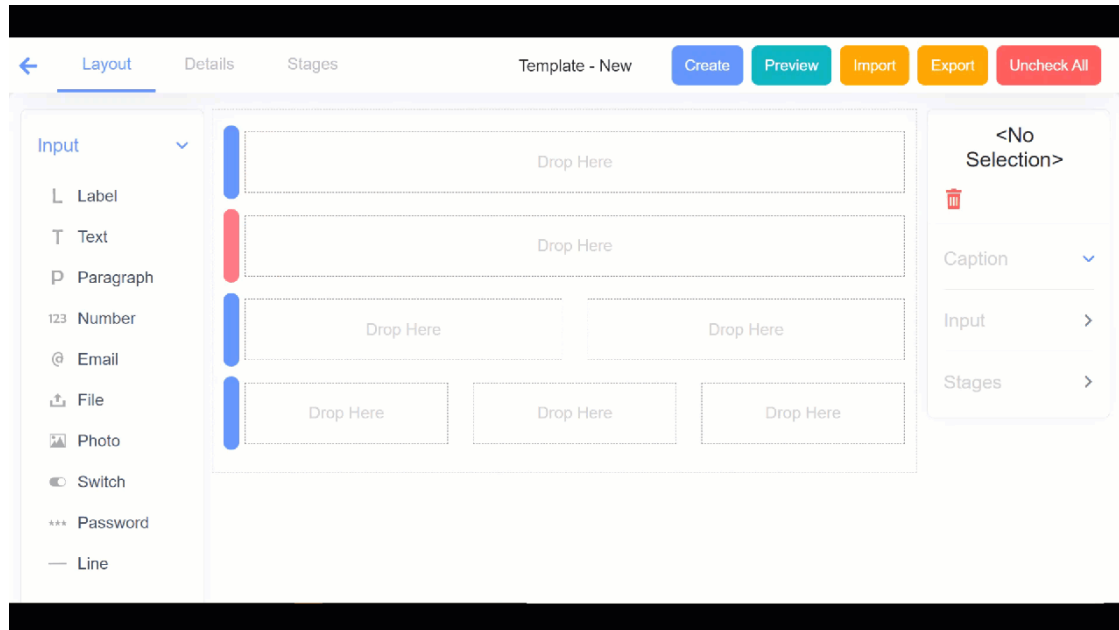 Layout Details Stages Template - New Create Preview Import Export Uncheck All
Input
L Label
T Text
P Paragraph
123 Number
@ Email
File
Photo
Switch
*** Password
Line
Drop Here
Drop Here
Drop Here Drop Here
Drop Here Drop Here Drop Here
<No
Selection>
Caption
Input
Stages